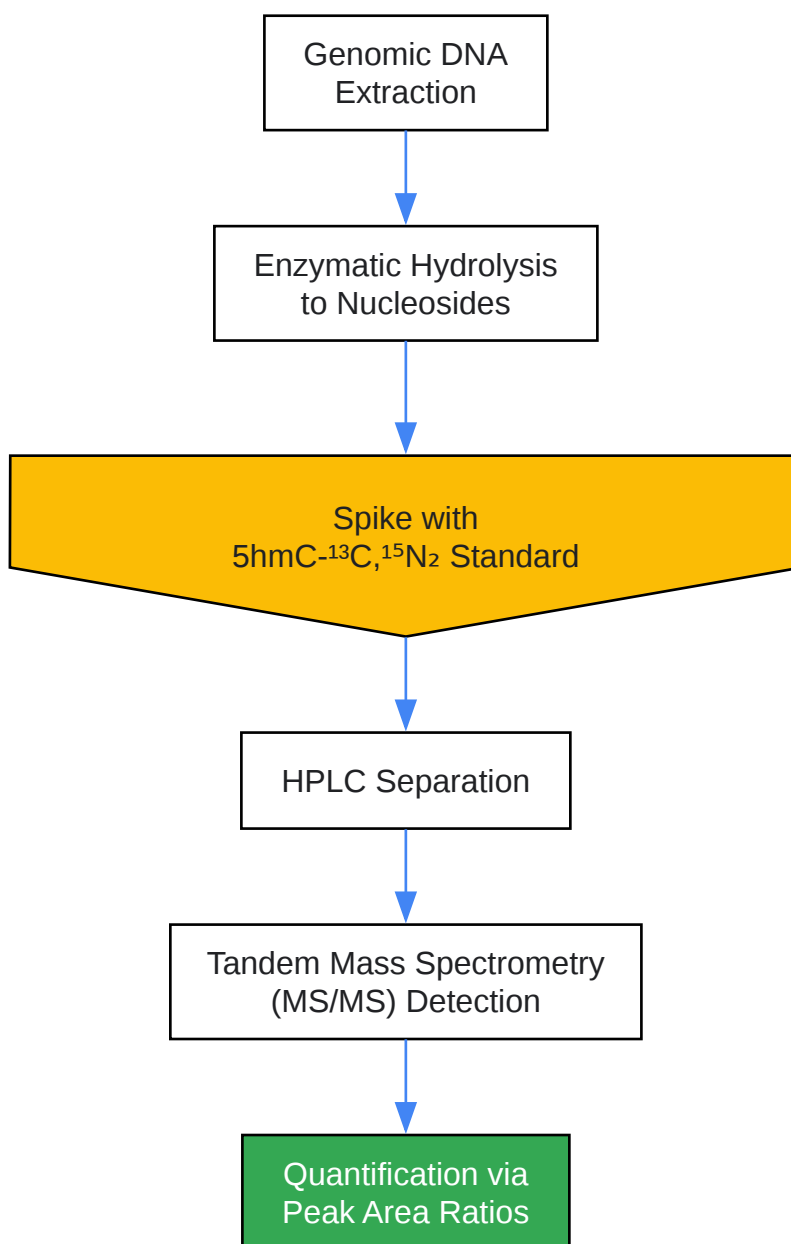 Genomic DNA
Extraction
Enzymatic Hydrolysis
to Nucleosides
Spike with
5hmC-¹³C,¹⁵N₂ Standard
HPLC Separation
Tandem Mass Spectrometry
(MS/MS) Detection
Quantification via
Peak Area Ratios